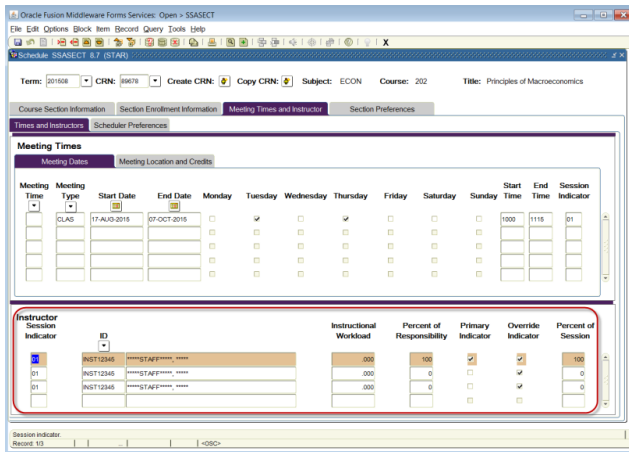 Oracle Fusion Middleware Forms Services: Open > SSASECT
File Edit Options Block Item Record Query Tools Help
X
Schedule SSASECT 8.7 (STAR)
Term: 201508 CRN: 89678 Create CRN: Copy CRN: Subject: ECON Course: 202 Title: Principles of Macroeconomics
Course Section Information Section Enrollment Information Meeting Times and Instructor Section Preferences
Times and Instructors Scheduler Preferences
Meeting Times
Meeting Dates Meeting Location and Credits
Meeting Meeting Start End Session
Time Type Start Date End Date Monday Tuesday Wednesday Thursday Friday Saturday Sunday Time Time Indicator
CLAS 17-AUG-2015 07-OCT-2015 1000 1115 01
Instructor
Session Instructional Percent of Primary Override Percent of
Indicator ID Workload Responsibility Indicator Indicator Session
01 INST12345 *****STAFF*****, ***** .000 100 100
01 INST12345 *****STAFF*****, ***** .000 0 0
01 INST12345 *****STAFF*****, ***** .000 0 0
Session indicator.
Record: 1/3 ... <OSC>